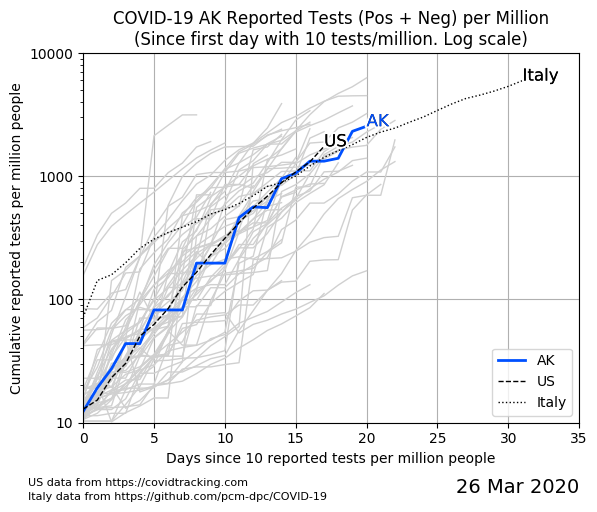 COVID-19 AK Reported Tests (Pos + Neg) per Million
(Since first day with 10 tests/million. Log scale)
Cumulative reported tests per million people
10000
1000
100
10
Italy
AK
US
AK
US
Italy
0 5 10 15 20 25 30 35
Days since 10 reported tests per million people
US data from https://covidtracking.com
Italy data from https://github.com/pcm-dpc/COVID-19
26 Mar 2020